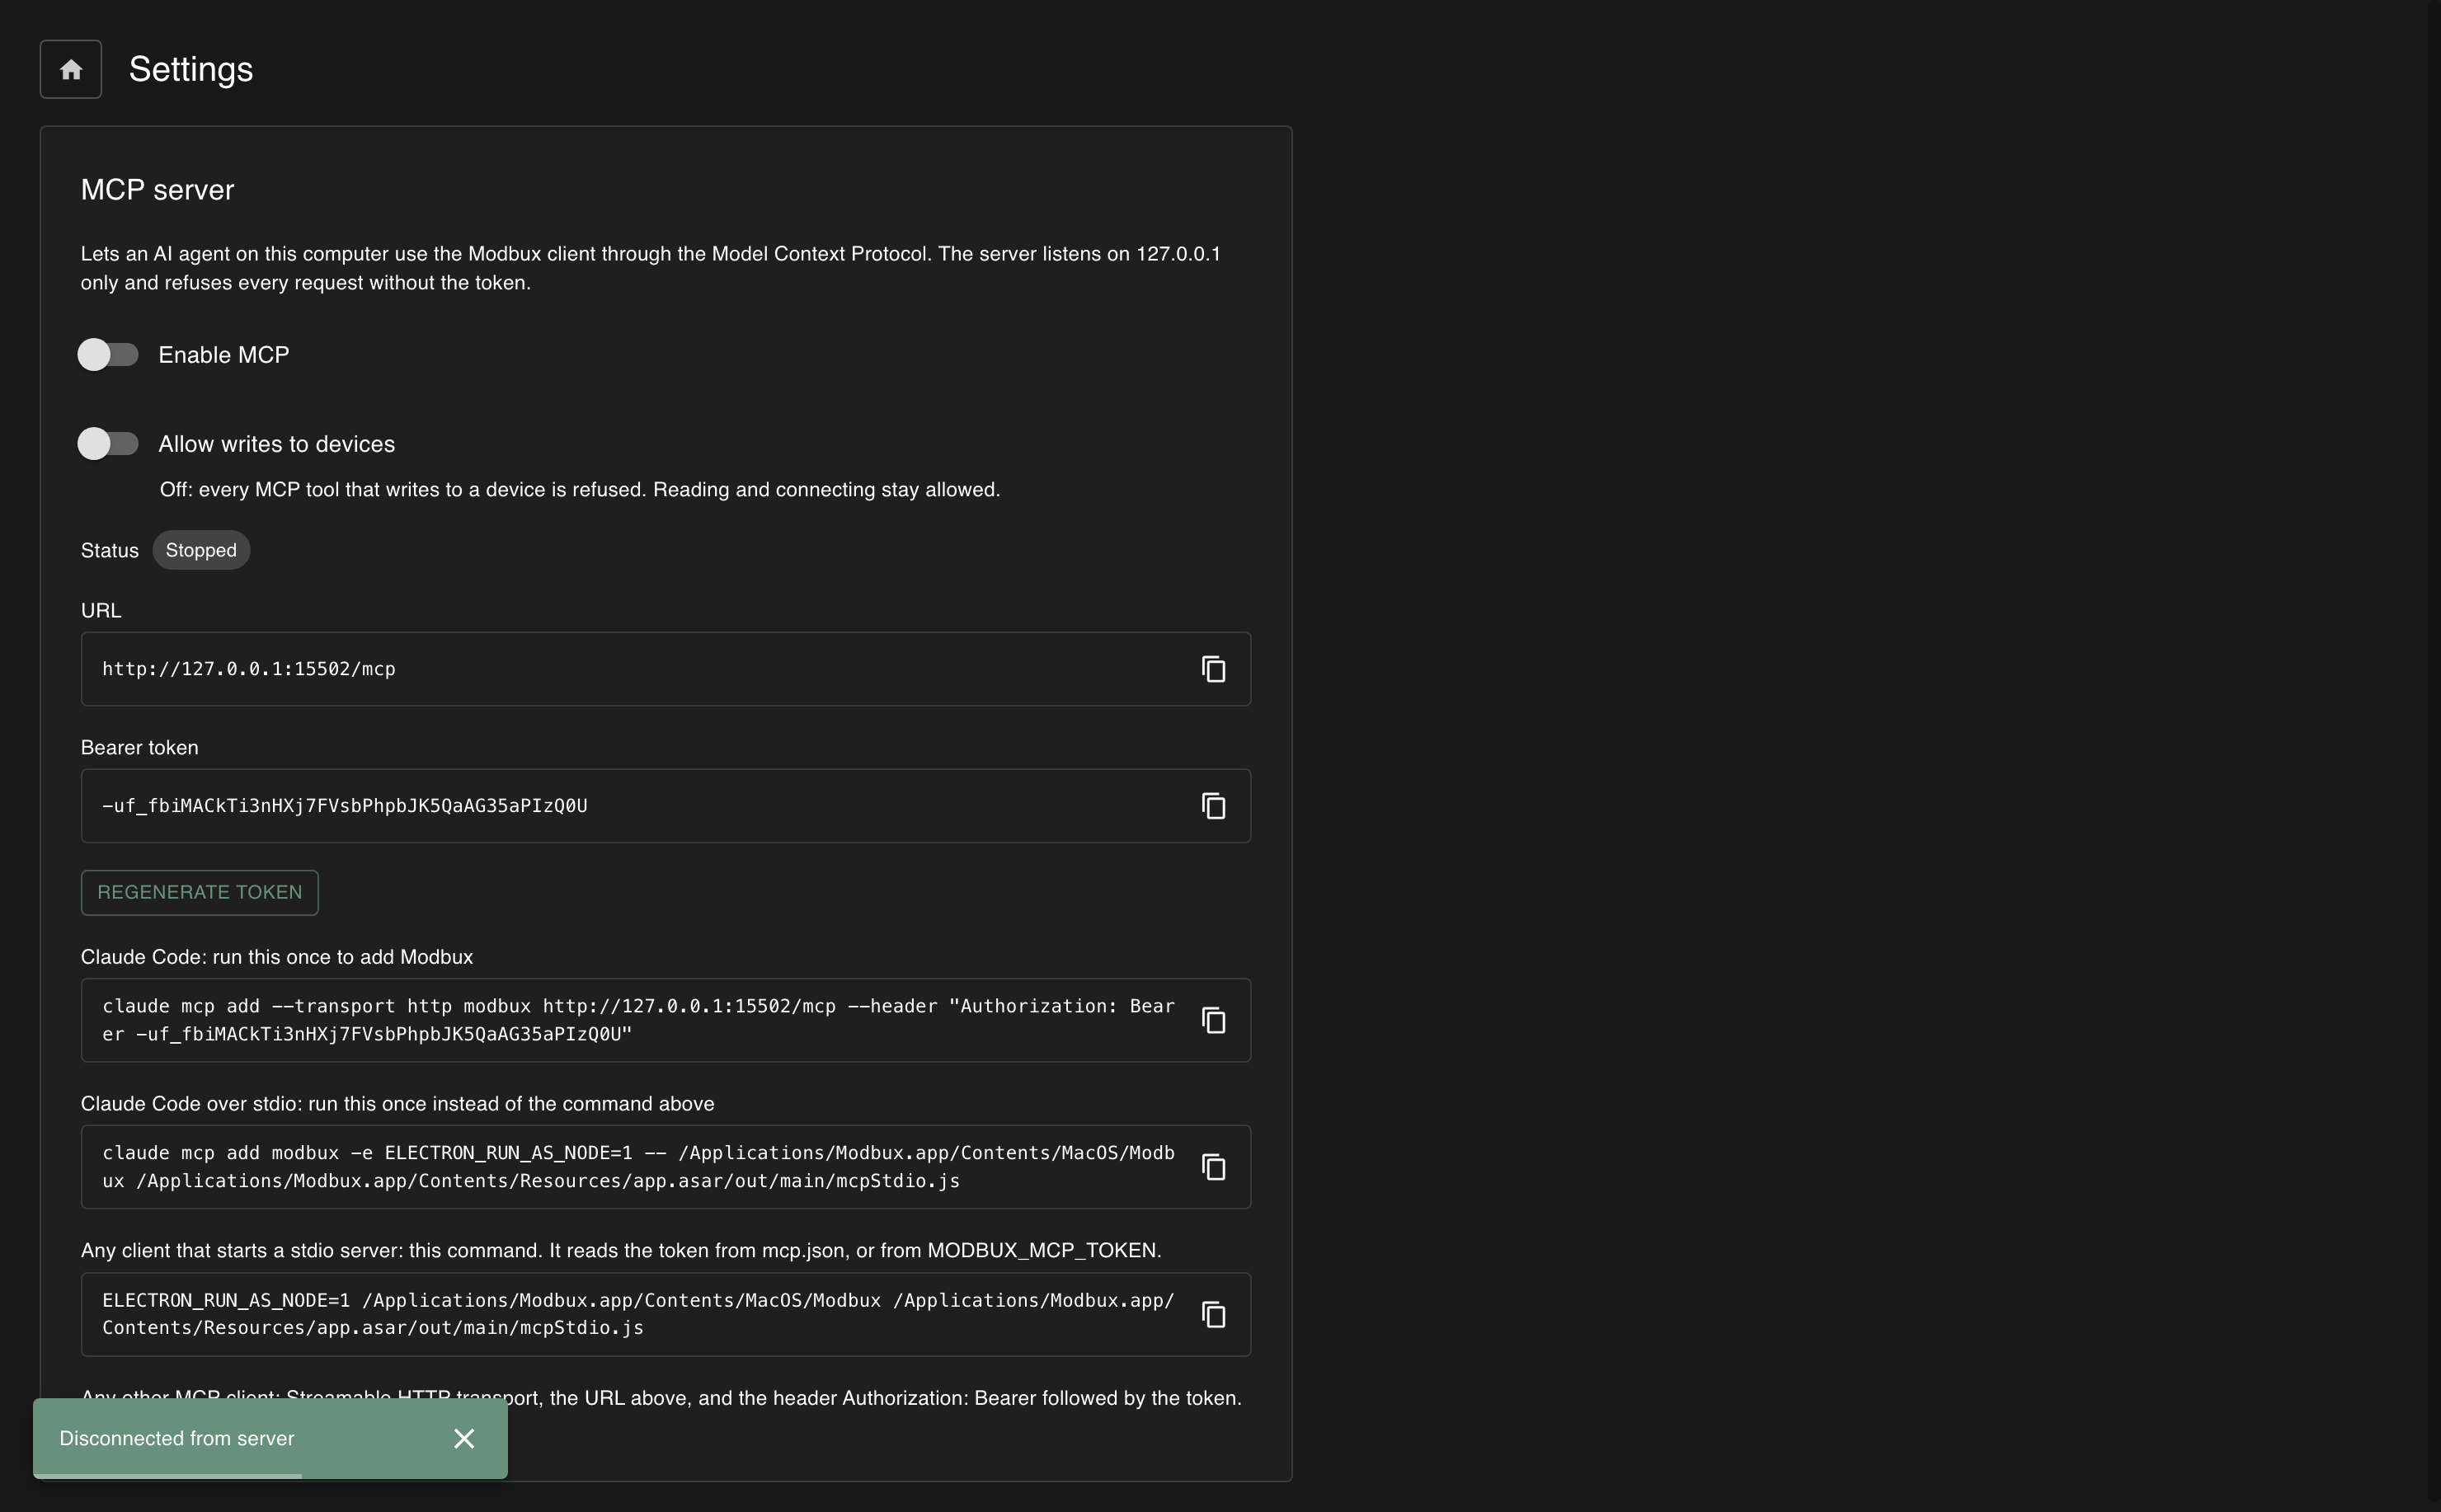 Settings
MCP server
Lets an AI agent on this computer use the Modbux client through the Model Context Protocol. The server listens on 127.0.0.1
only and refuses every request without the token.
Enable MCP
Allow writes to devices
Off: every MCP tool that writes to a device is refused. Reading and connecting stay allowed.
Status Stopped
URL
http://127.0.0.1:15502/mcp
Bearer token
-uf_fbiMACkTi3nHXj7FVsbPhpbJK5QaAG35aPIzQ0U
REGENERATE TOKEN
Claude Code: run this once to add Modbux
claude mcp add --transport http modbux http://127.0.0.1:15502/mcp --header "Authorization: Bear
er -uf_fbiMACkTi3nHXj7FVsbPhpbJK5QaAG35aPIzQ0U"
Claude Code over stdio: run this once instead of the command above
claude mcp add modbux -e ELECTRON_RUN_AS_NODE=1 -- /Applications/Modbux.app/Contents/MacOS/Modb
ux /Applications/Modbux.app/Contents/Resources/app.asar/out/main/mcpStdio.js
Any client that starts a stdio server: this command. It reads the token from mcp.json, or from MODBUX_MCP_TOKEN.
ELECTRON_RUN_AS_NODE=1 /Applications/Modbux.app/Contents/MacOS/Modbux /Applications/Modbux.app/
Contents/Resources/app.asar/out/main/mcpStdio.js
Any other MCP client: Streamable HTTP transport, the URL above, and the header Authorization: Bearer followed by the token.
Disconnected from server